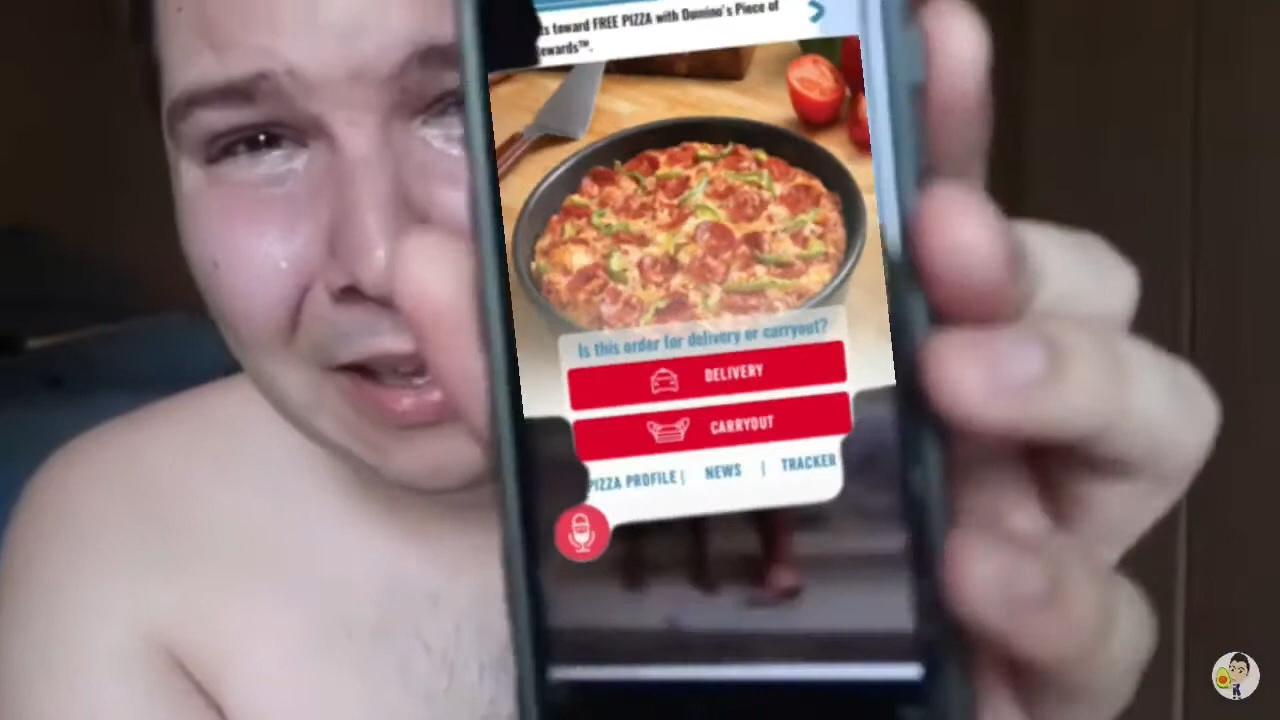 ts toward FREE PIZZA with Domino's Piece of
ewards™.
Is this order for delivery or carryout?
DELIVERY
CARRYOUT
PIZZA PROFILE | NEWS | TRACKER